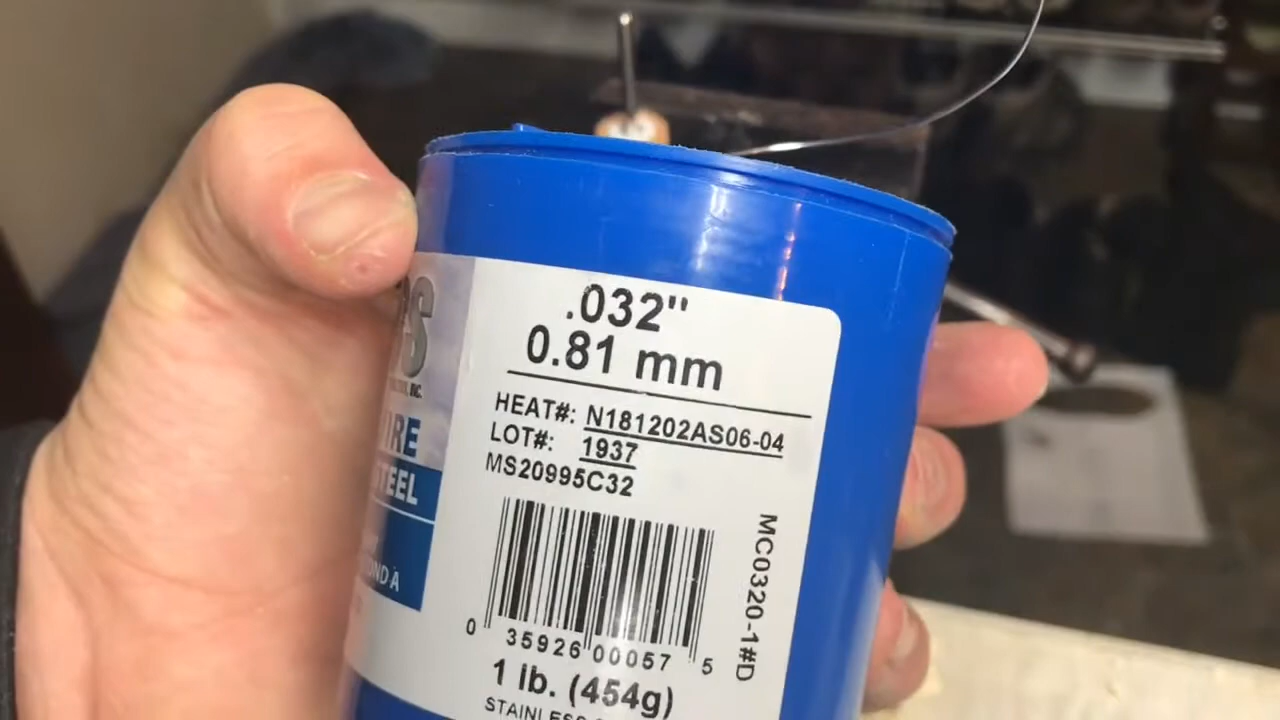 .032"
0.81 mm
HEAT#: N181202AS06-04
LOT#: 1937
MS20995C32
MC0320-1#D
0 35926 00057 5
1 lb. (454g)
INC.